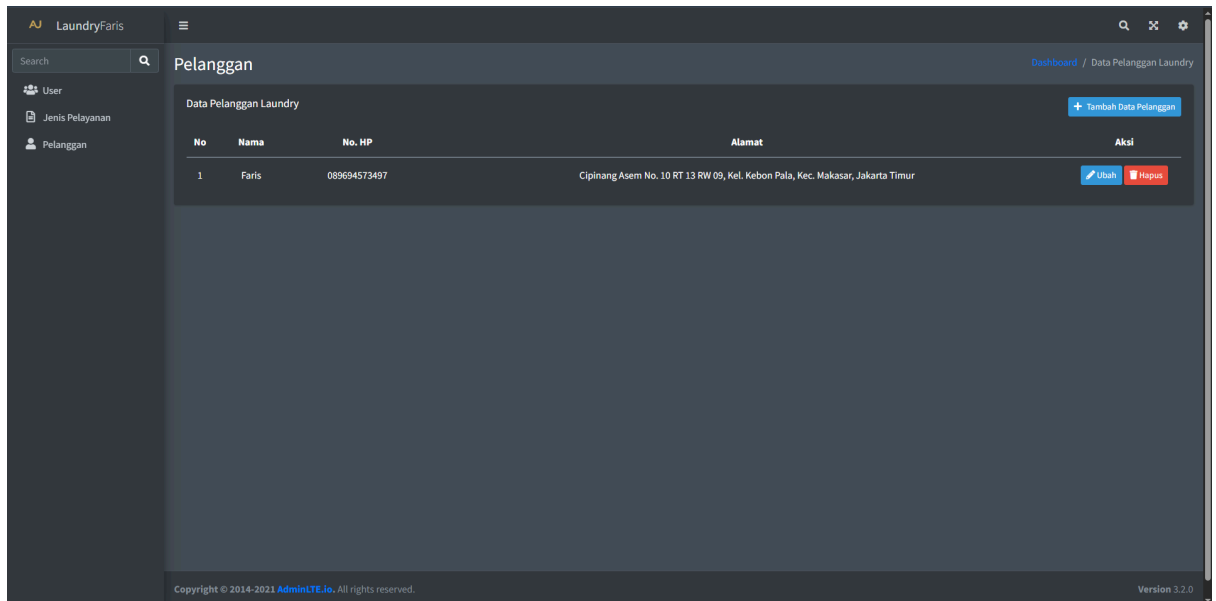 AJ LaundryFaris
Search
User
Jenis Pelayanan
Pelanggan
Pelanggan
Dashboard / Data Pelanggan Laundry
Data Pelanggan Laundry
+ Tambah Data Pelanggan
No Nama No. HP Alamat Aksi
1 Faris 089694573497 Cipinang Asem No. 10 RT 13 RW 09, Kel. Kebon Pala, Kec. Makasar, Jakarta Timur Ubah Hapus
Copyright © 2014-2021 AdminLTE.io. All rights reserved. Version 3.2.0